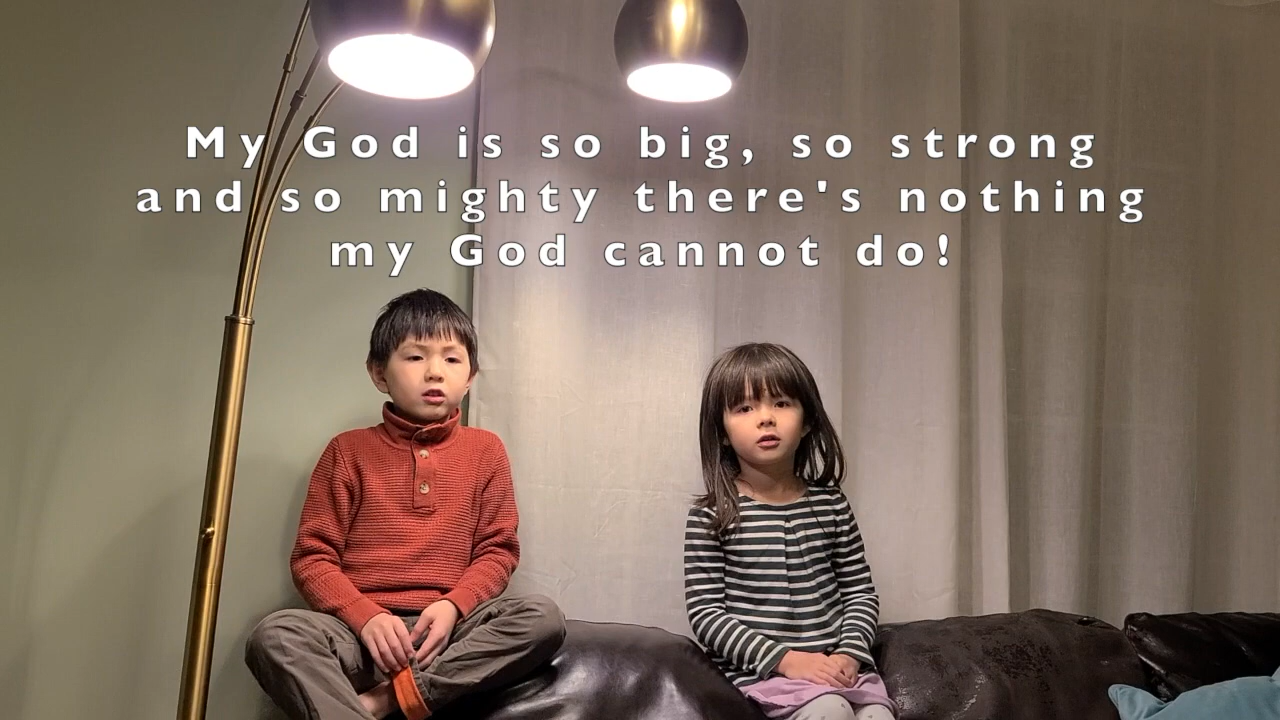 My God is so big, so strong
and so mighty there's nothing
my God cannot do!